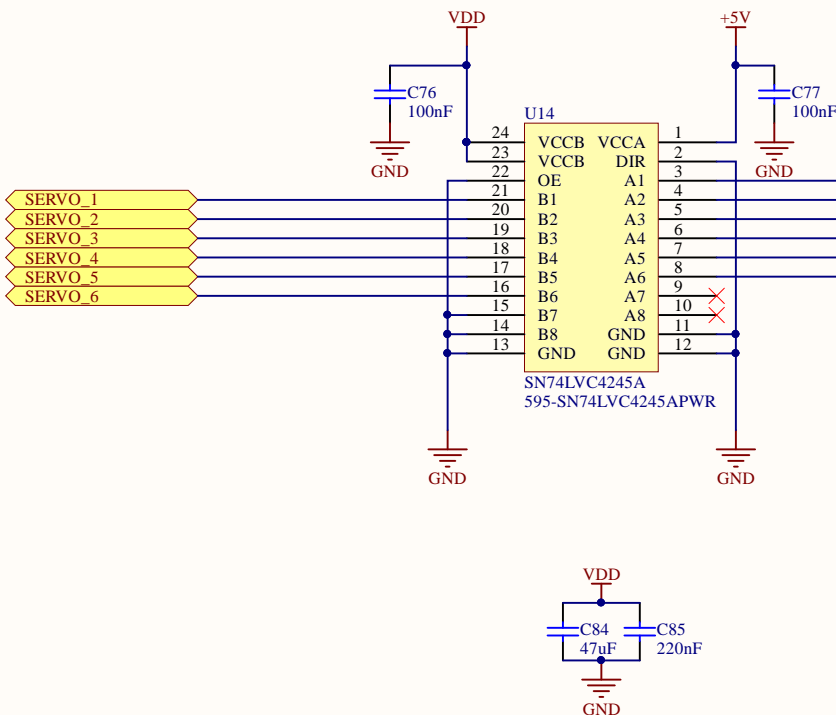 VDD
+5V
C76
100nF
C77
100nF
GND
GND
U14
24 VCCB VCCA 1
23 VCCB DIR 2
22 OE A1 3
SERVO_1 21 B1 A2 4
SERVO_2 20 B2 A3 5
SERVO_3 19 B3 A4 6
SERVO_4 18 B4 A5 7
SERVO_5 17 B5 A6 8
SERVO_6 16 B6 A7 9
15 B7 A8 10
14 B8 GND 11
13 GND GND 12
SN74LVC4245A
595-SN74LVC4245APWR
GND
GND
VDD
C84
47uF
C85
220nF
GND